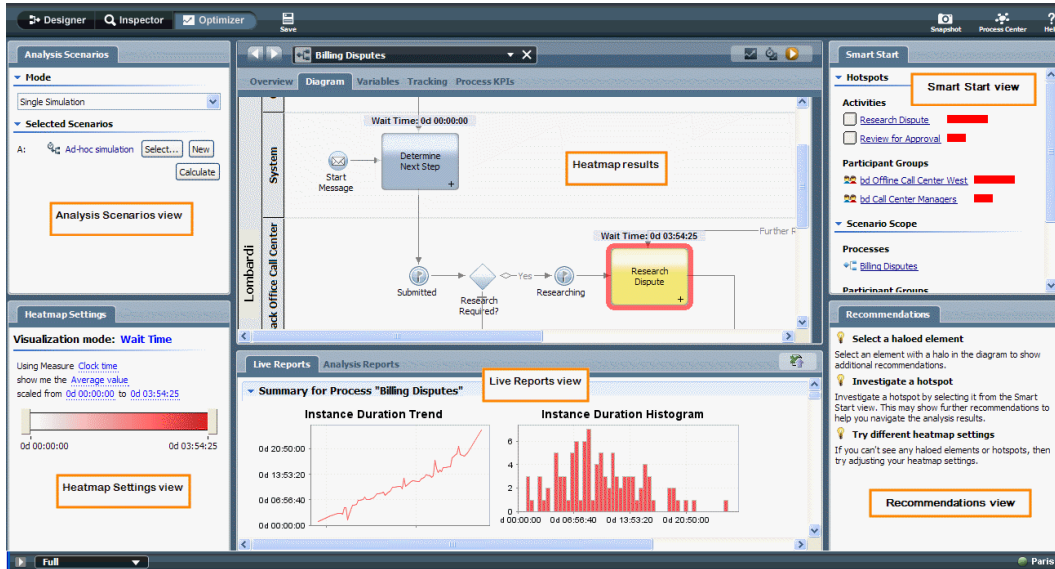 Designer Inspector Optimizer
Save
Snapshot Process Center
Analysis Scenarios
Mode
Single Simulation
Selected Scenarios
A: Ad-hoc simulation Select... New
Calculate
Analysis Scenarios view
Heatmap Settings
Visualization mode: Wait Time
Using Measure Clock time
show me the Average value
scaled from 0d 00:00:00 to 0d 03:54:25
0d 00:00:00 0d 03:54:25
Heatmap Settings view
Billing Disputes
Overview Diagram Variables Tracking Process KPIs
Lombardi
System
ack Office Call Center
Wait Time: 0d 00:00:00
Start Message
Determine Next Step
Heatmap results
Wait Time: 0d 03:54:25
Further R
Submitted
Research Required?
Yes
Researching
Research Dispute
Live Reports Analysis Reports
Live Reports view
Summary for Process "Billing Disputes"
Instance Duration Trend
0d 20:50:00
0d 13:53:20
0d 06:56:40
0d 00:00:00
Instance Duration Histogram
6
4
2
0
d 00:00:00 0d 06:56:40 0d 13:53:20 0d 20:50:00
Smart Start
Hotspots
Smart Start view
Activities
Research Dispute
Review for Approval
Participant Groups
bd Offline Call Center West
bd Call Center Managers
Scenario Scope
Processes
Billing Disputes
Participant Groups
Recommendations
Select a haloed element
Select an element with a halo in the diagram to show
additional recommendations.
Investigate a hotspot
Investigate a hotspot by selecting it from the Smart
Start view. This may show further recommendations to
help you navigate the analysis results.
Try different heatmap settings
If you can't see any haloed elements or hotspots, then
try adjusting your heatmap settings.
Recommendations view
Full
Paris